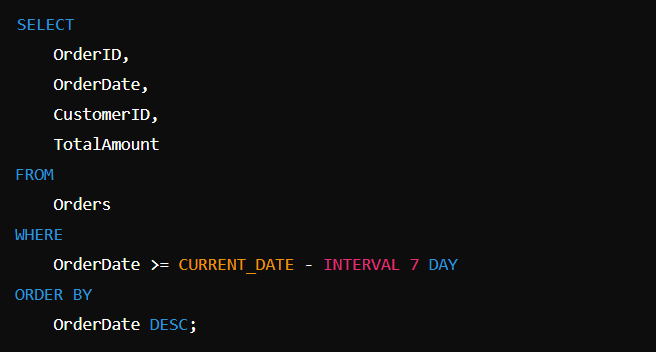 SELECT
OrderID,
OrderDate,
CustomerID,
TotalAmount
FROM
Orders
WHERE
OrderDate >= CURRENT_DATE - INTERVAL 7 DAY
ORDER BY
OrderDate DESC;